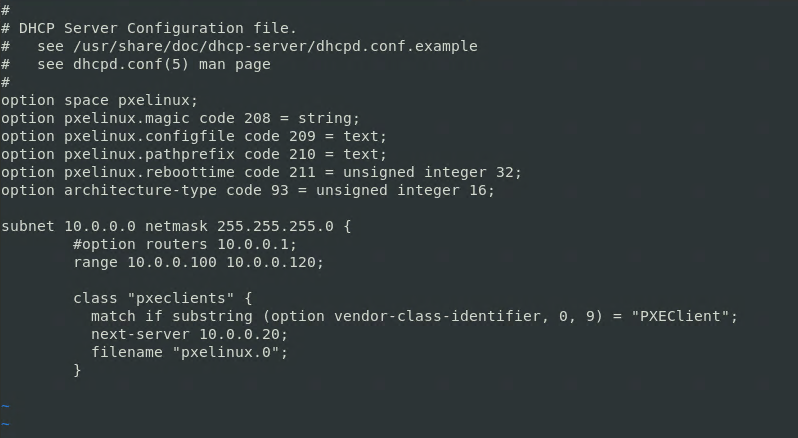 #
# DHCP Server Configuration file.
#   see /usr/share/doc/dhcp-server/dhcpd.conf.example
#   see dhcpd.conf(5) man page
#
option space pxelinux;
option pxelinux.magic code 208 = string;
option pxelinux.configfile code 209 = text;
option pxelinux.pathprefix code 210 = text;
option pxelinux.reboottime code 211 = unsigned integer 32;
option architecture-type code 93 = unsigned integer 16;

subnet 10.0.0.0 netmask 255.255.255.0 {
        #option routers 10.0.0.1;
        range 10.0.0.100 10.0.0.120;

        class "pxeclients" {
          match if substring (option vendor-class-identifier, 0, 9) = "PXEClient";
          next-server 10.0.0.20;
          filename "pxelinux.0";
        }

~
~